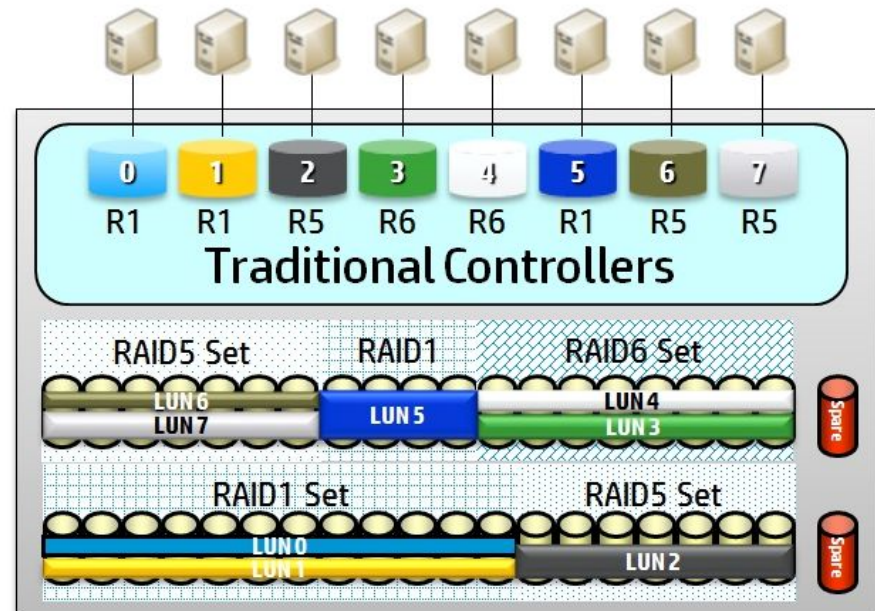 0 1 2 3 4 5 6 7
R1 R1 R5 R6 R6 R1 R5 R5
Traditional Controllers
RAID5 Set RAID1 RAID6 Set
LUN 6 LUN 5 LUN 4
LUN 7 LUN 3
Spare
RAID1 Set RAID5 Set
LUN 0 LUN 2
LUN 1
Spare